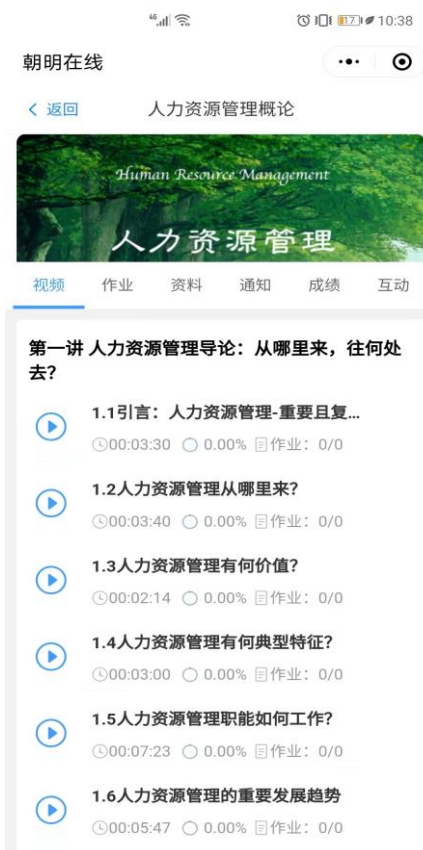 46 17 10:38
朝明在线
返回 人力资源管理概论
Human Resource Management
人力资源管理
视频 作业 资料 通知 成绩 互动
第一讲 人力资源管理导论：从哪里来，往何处
去？
1.1引言：人力资源管理-重要且复...
00:03:30 0.00% 作业：0/0
1.2人力资源管理从哪里来？
00:03:40 0.00% 作业：0/0
1.3人力资源管理有何价值？
00:02:14 0.00% 作业：0/0
1.4人力资源管理有何典型特征？
00:03:00 0.00% 作业：0/0
1.5人力资源管理职能如何工作？
00:07:23 0.00% 作业：0/0
1.6人力资源管理的重要发展趋势
00:05:47 0.00% 作业：0/0